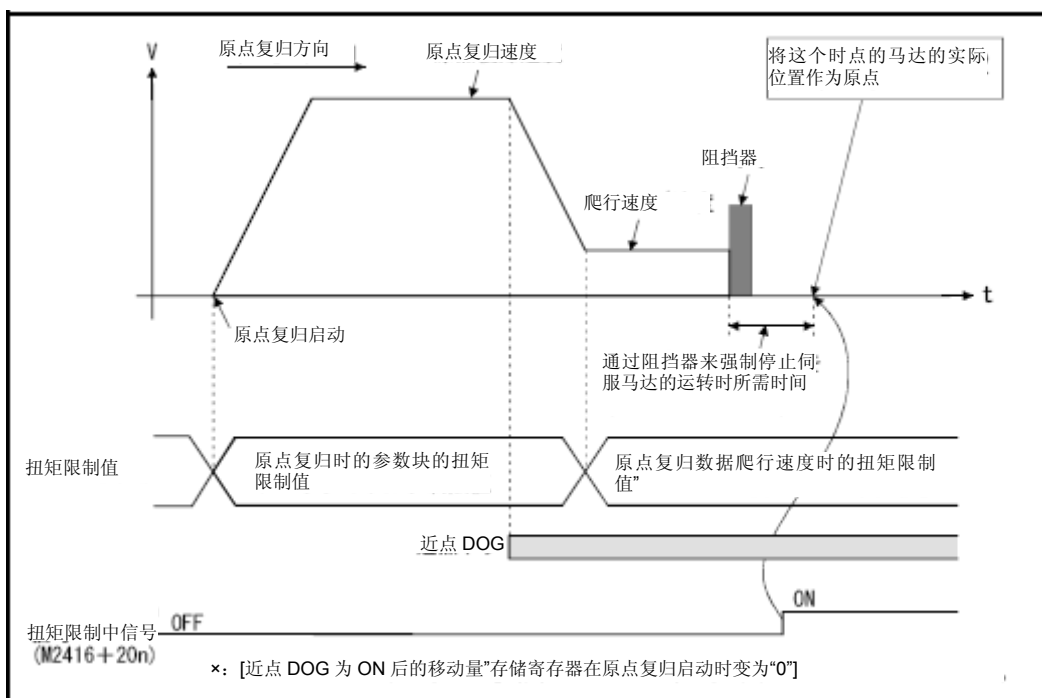 V
原点复归方向
原点复归速度
将这个时点的马达的实际
位置作为原点
阻挡器
爬行速度
t
原点复归启动
通过阻挡器来强制停止伺
服马达的运转时所需时间
扭矩限制值
原点复归时的参数块的扭矩
限制值
原点复归数据爬行速度时的扭矩限制
值”
近点 DOG
ON
扭矩限制中信号
(M2416+20n)
OFF
×：[近点 DOG 为 ON 后的移动量”存储寄存器在原点复归启动时变为“0”]